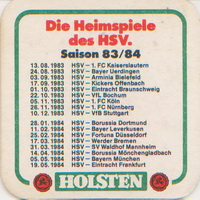 Die Heimspiele
des HSV.
Saison 83/84
13.08.1983 HSV — 1. FC Kaiserslautern
24.08.1983 HSV — Bayer Uerdingen
03.09.1983 HSV — Arminia Bielefeld
17.09.1983 HSV — Kickers Offenbach
01.10.1983 HSV — Eintracht Braunschweig
22.10.1983 HSV — VfL Bochum
05.11.1983 HSV — 1. FC Köln
26.11.1983 HSV — 1. FC Nürnberg
10.12.1983 HSV — VfB Stuttgart
28.01.1984 HSV — Borussia Dortmund
11.02.1984 HSV — Bayer Leverkusen
25.02.1984 HSV — Fortuna Düsseldorf
17.03.1984 HSV — Werder Bremen
31.03.1984 HSV — SV Waldhof Mannheim
14.04.1984 HSV — Borussia Mönchengladbach
05.05.1984 HSV — Bayern München
19.05.1984 HSV — Eintracht Frankfurt
HOLSTEN